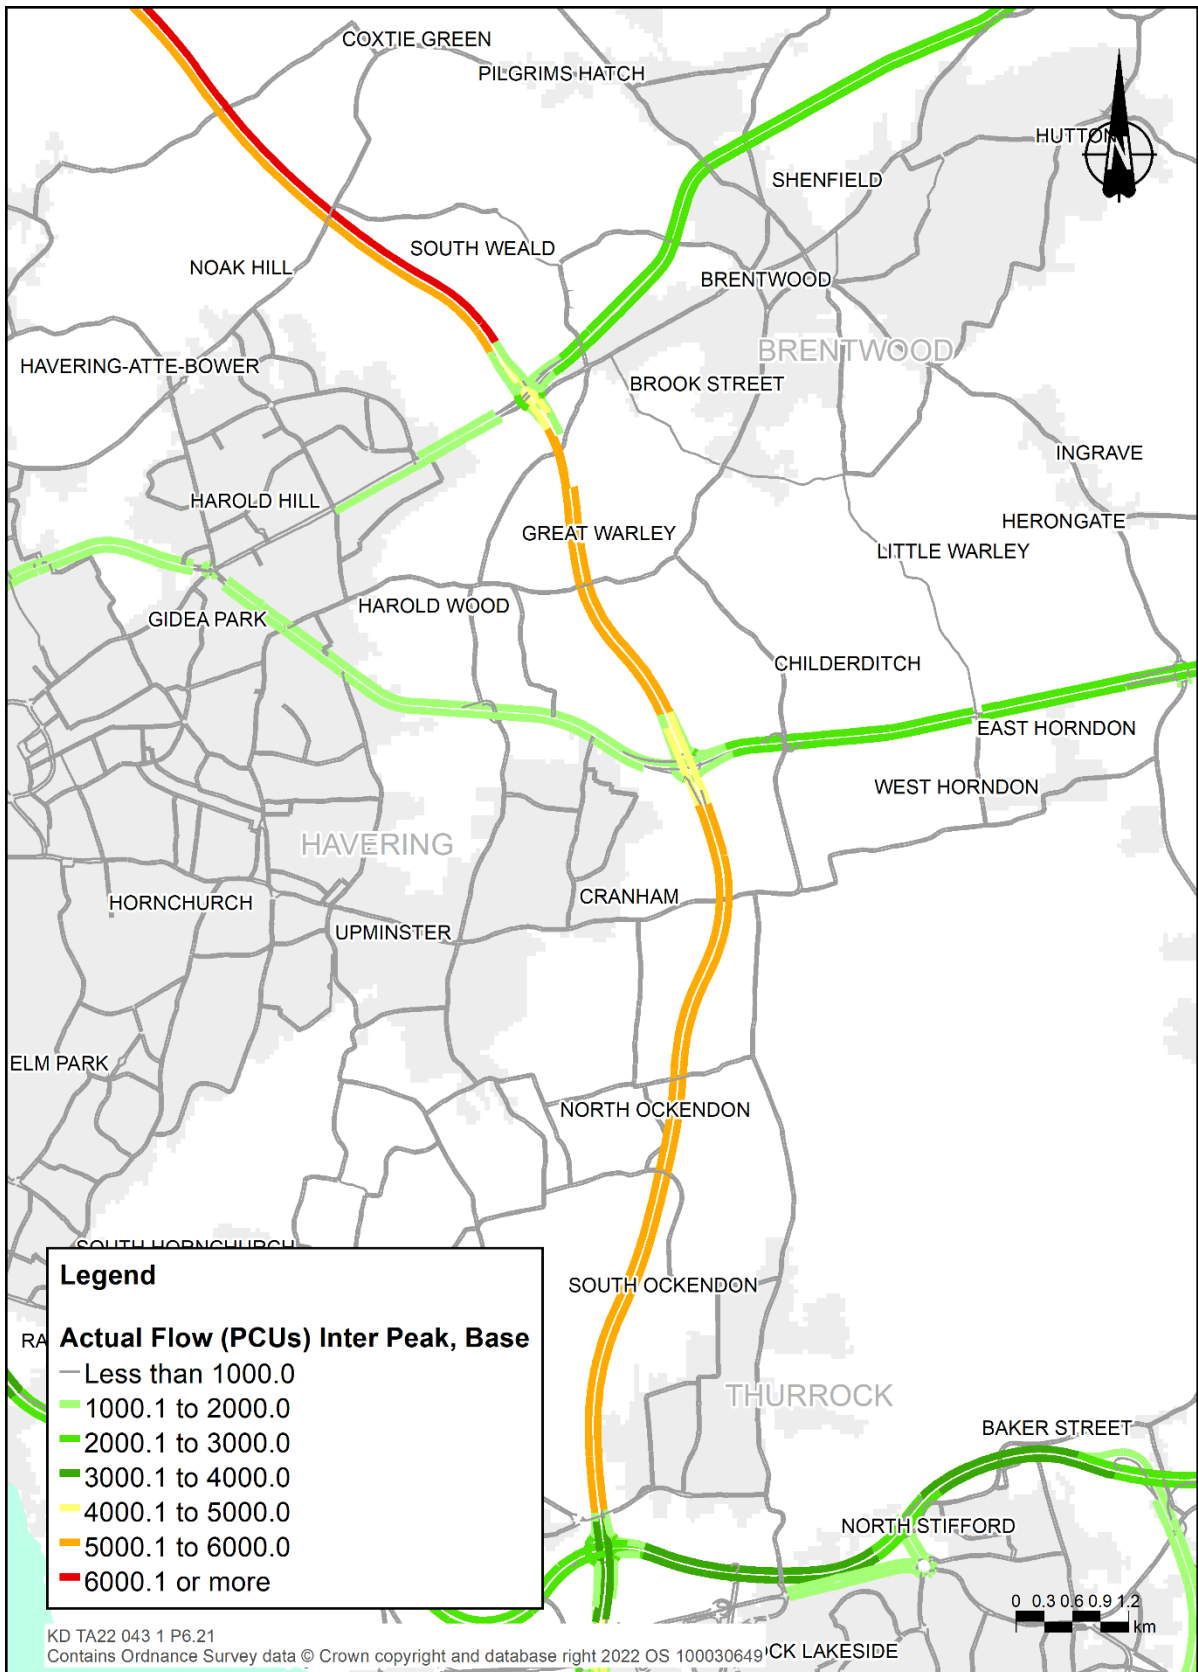 COXTIE GREEN
PILGRIMS HATCH
HUTTON
N
SHENFIELD
SOUTH WEALD
NOAK HILL
BRENTWOOD
BRENTWOOD
HAVERING-ATTE-BOWER
BROOK STREET
INGRAVE
HAROLD HILL
HERONGATE
GREAT WARLEY
LITTLE WARLEY
HAROLD WOOD
GIDEA PARK
CHILDERDITCH
EAST HORNDON
WEST HORNDON
HAVERING
CRANHAM
HORNCHURCH
UPMINSTER
ELM PARK
NORTH OCKENDON
SOUTH HORNCHURCH
SOUTH OCKENDON
RA
THURROCK
BAKER STREET
NORTH STIFFORD
OCK LAKESIDE
Legend
Actual Flow (PCUs) Inter Peak, Base
Less than 1000.0
1000.1 to 2000.0
2000.1 to 3000.0
3000.1 to 4000.0
4000.1 to 5000.0
5000.1 to 6000.0
6000.1 or more
0 0.3 0.6 0.9 1.2
km
KD TA22 043 1 P6.21
Contains Ordnance Survey data © Crown copyright and database right 2022 OS 100030649